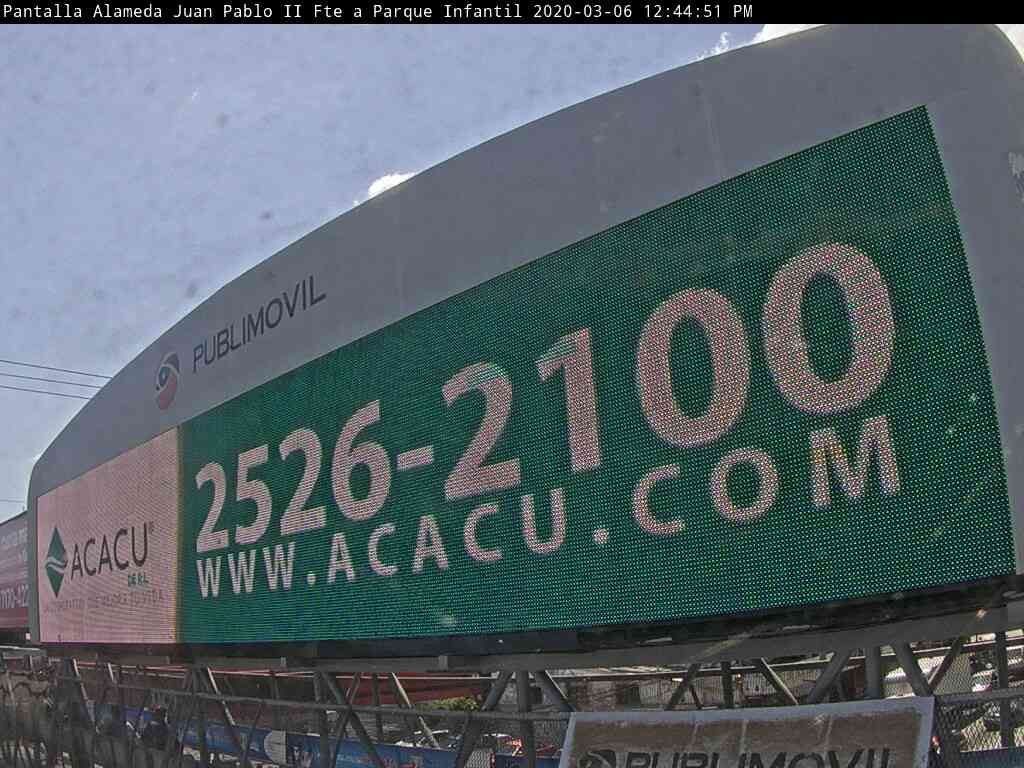 Pantalla Alameda Juan Pablo II Fte a Parque Infantil 2020-03-06 12:44:51 PM
PUBLIMOVIL
2526-2100
WWW.ACACU.COM
ACACU®
DE R.L.
PUBLIMOVIL